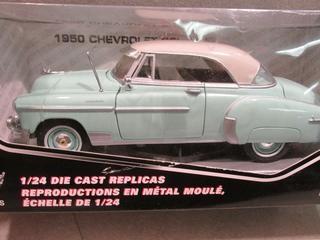 1950 CHEVROLET
1/24 DIE CAST REPLICAS
REPRODUCTIONS EN MÉTAL MOULÉ,
ÉCHELLE DE 1/24